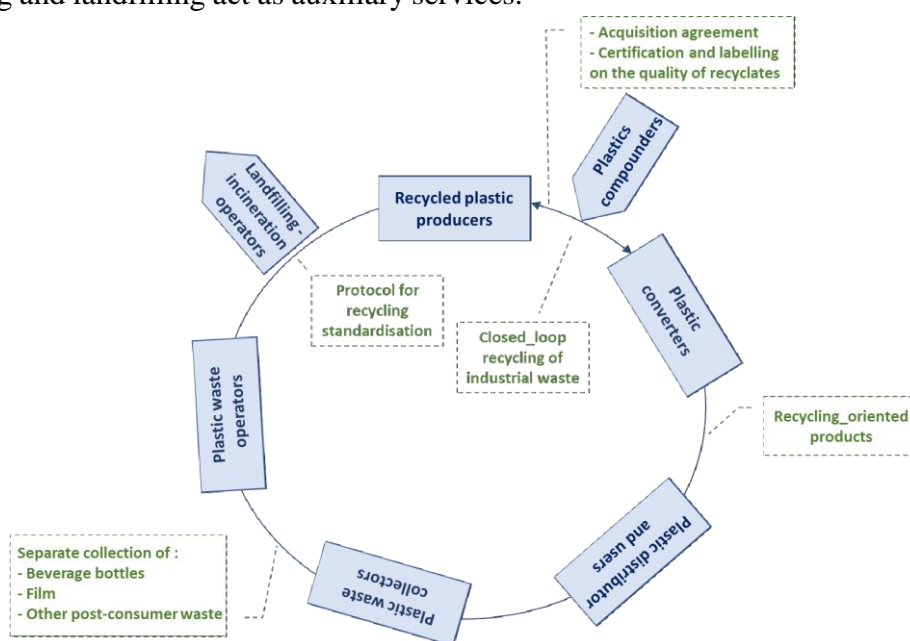 g and landfilling act as auxiliary services.
- Acquisition agreement
- Certification and labelling
on the quality of recyclates
Plastics
compounders
Landfilling -
incineration
operators
Recycled plastic
producers
Plastic
converters
Protocol for
recycling
standardisation
Closed_loop
recycling of
industrial waste
Plastic waste
operators
Recycling_oriented
products
Plastic distributor
and users
Plastic waste
collectors
Separate collection of :
- Beverage bottles
- Film
- Other post-consumer waste